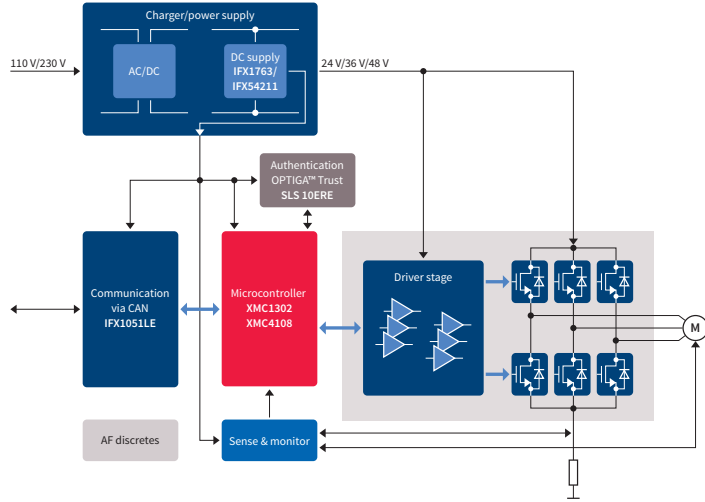 Charger/power supply
110 V/230 V
AC/DC
DC supply
IFX1763/
IFX54211
24 V/36 V/48 V
Authentication
OPTIGA™ Trust
SLS 10ERE
Communication
via CAN
IFX1051LE
Microcontroller
XMC1302
XMC4108
Driver stage
M
AF discretes
Sense & monitor